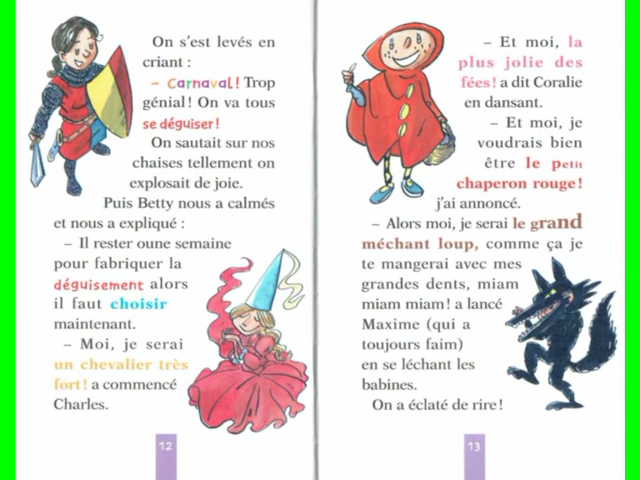 On s'est levés en
criant :
– Carnaval! Trop
génial! On va tous
se déguiser!
On sautait sur nos
chaises tellement on
explosait de joie.
Puis Betty nous a calmés
et nous a expliqué :
– Il rester oune semaine
pour fabriquer la
déguisement alors
il faut choisir
maintenant.
– Moi, je serai
un chevalier très
fort! a commencé
Charles.
12
– Et moi, la
plus jolie des
fées! a dit Coralie
en dansant.
– Et moi, je
voudrais bien
être le petit
chaperon rouge!
j'ai annoncé.
– Alors moi, je serai le grand
méchant loup, comme ça je
te mangerai avec mes
grandes dents, miam
miam miam! a lancé
Maxime (qui a
toujours faim)
en se léchant les
babines.
On a éclaté de rire!
13